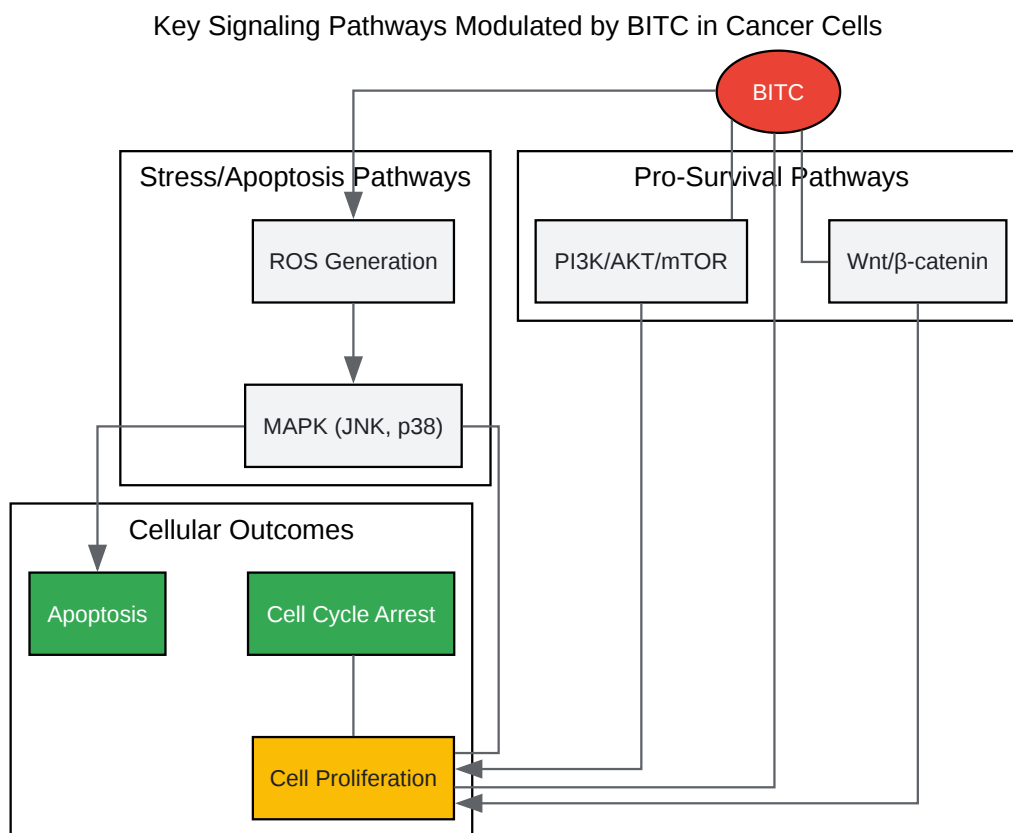 Key Signaling Pathways Modulated by BITC in Cancer Cells
BITC
Stress/Apoptosis Pathways
Pro-Survival Pathways
ROS Generation
PI3K/AKT/mTOR
Wnt/β-catenin
MAPK (JNK, p38)
Cellular Outcomes
Apoptosis
Cell Cycle Arrest
Cell Proliferation